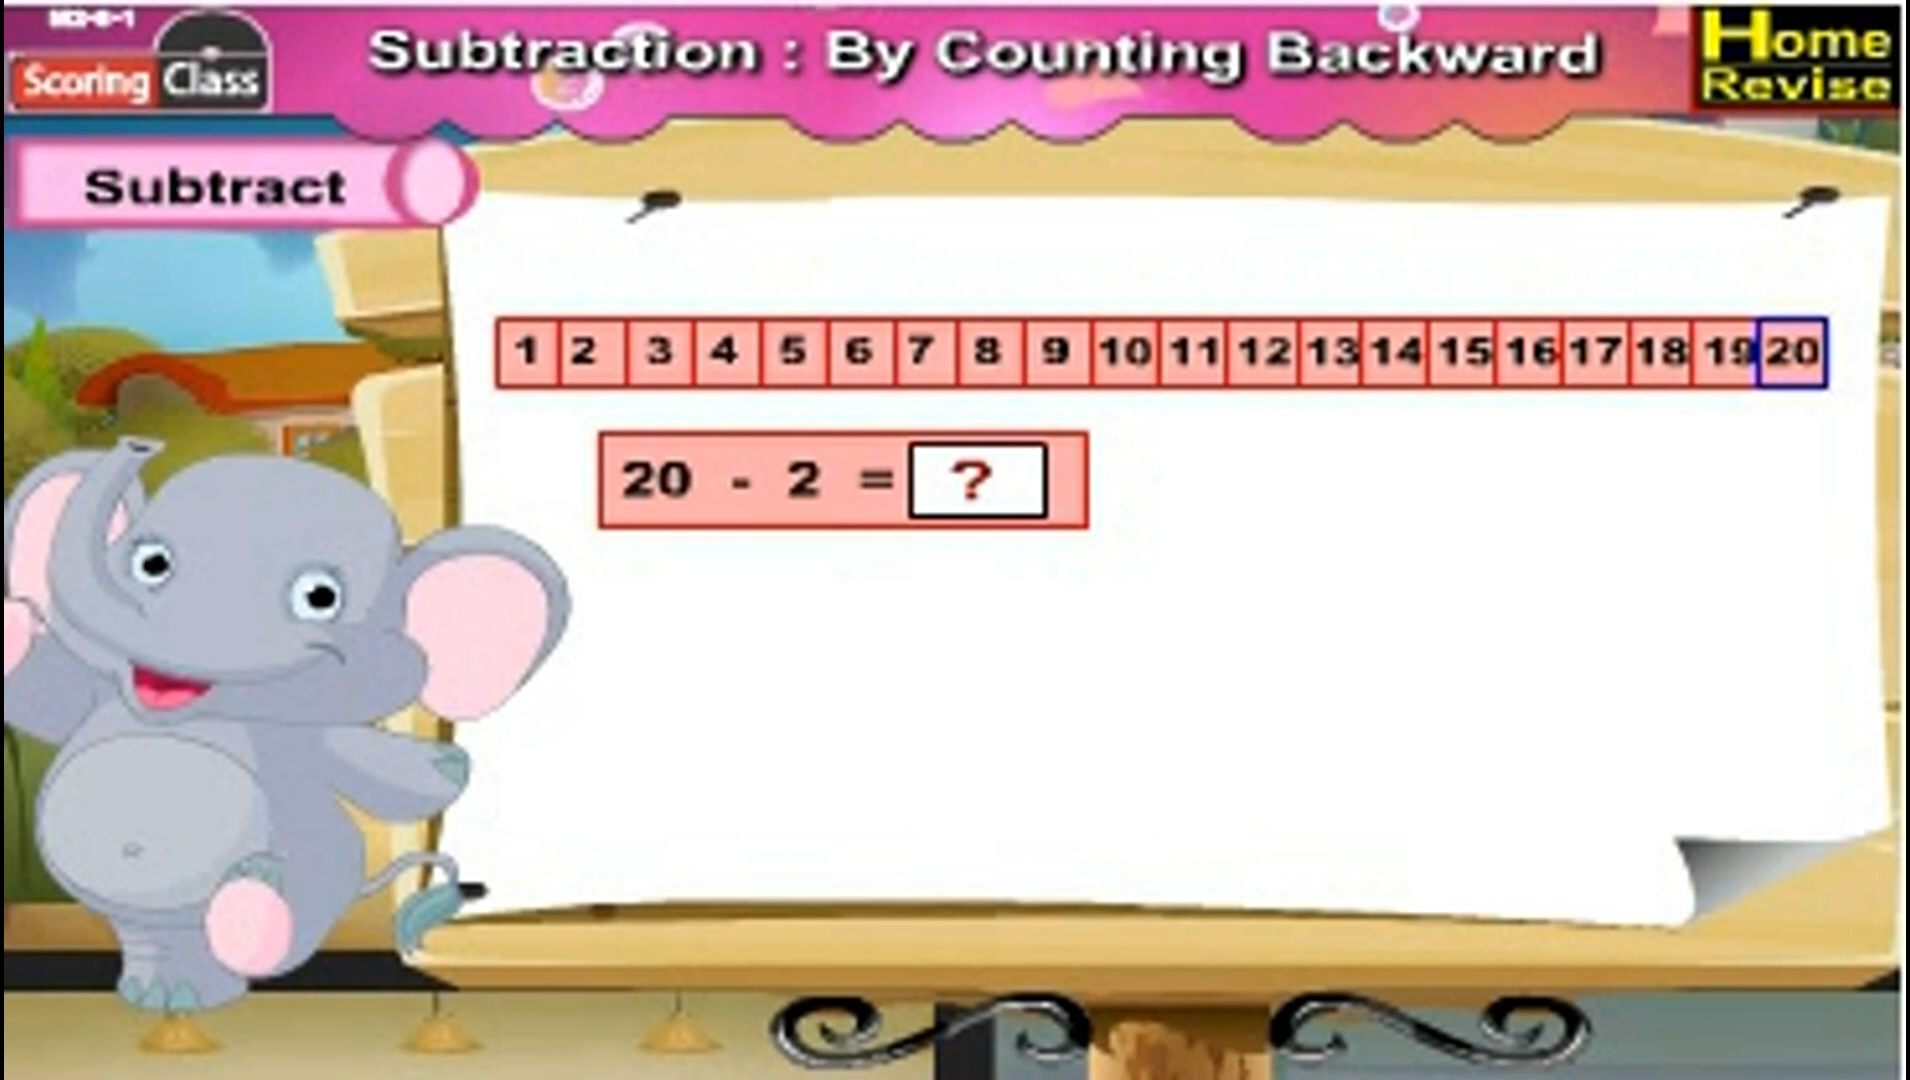 Scoring Class
Subtraction : By Counting Backward
Home
Revise
Subtract
1 2 3 4 5 6 7 8 9 10 11 12 13 14 15 16 17 18 19 20
20 - 2 = ?